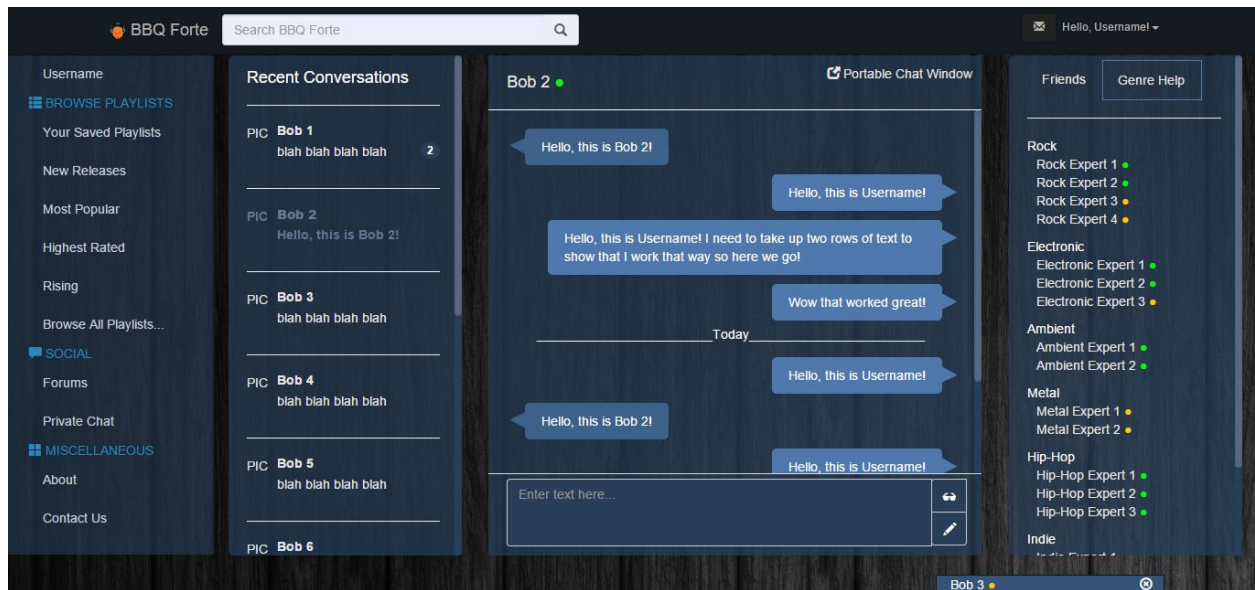 BBQ Forte
Search BBQ Forte
Hello, Username!
Username
BROWSE PLAYLISTS
Your Saved Playlists
New Releases
Most Popular
Highest Rated
Rising
Browse All Playlists...
SOCIAL
Forums
Private Chat
MISCELLANEOUS
About
Contact Us
Recent Conversations
PIC Bob 1
blah blah blah blah 2
PIC Bob 2
Hello, this is Bob 2!
PIC Bob 3
blah blah blah blah
PIC Bob 4
blah blah blah blah
PIC Bob 5
blah blah blah blah
PIC Bob 6
Bob 2
Portable Chat Window
Hello, this is Bob 2!
Hello, this is Username!
Hello, this is Username! I need to take up two rows of text to
show that I work that way so here we go!
Wow that worked great!
Today
Hello, this is Username!
Hello, this is Bob 2!
Hello, this is Username!
Enter text here...
Friends Genre Help
Rock
Rock Expert 1
Rock Expert 2
Rock Expert 3
Rock Expert 4
Electronic
Electronic Expert 1
Electronic Expert 2
Electronic Expert 3
Ambient
Ambient Expert 1
Ambient Expert 2
Metal
Metal Expert 1
Metal Expert 2
Hip-Hop
Hip-Hop Expert 1
Hip-Hop Expert 2
Hip-Hop Expert 3
Indie
Indie Expert 1
Bob 3